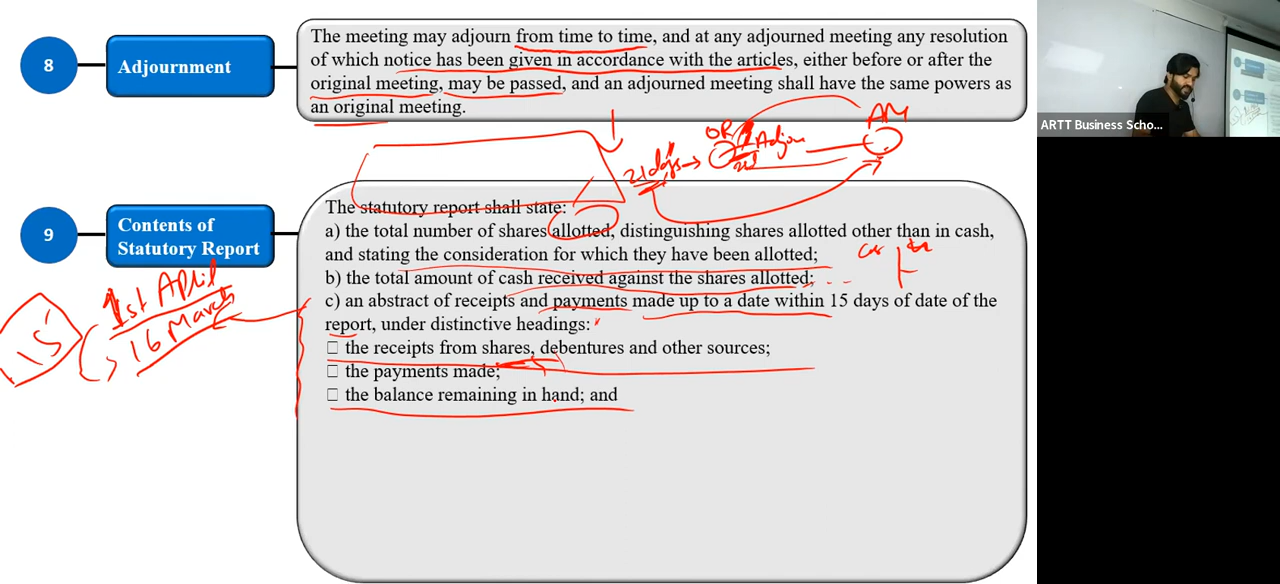 8
Adjournment
The meeting may adjourn from time to time, and at any adjourned meeting any resolution
of which notice has been given in accordance with the articles, either before or after the
original meeting, may be passed, and an adjourned meeting shall have the same powers as
an original meeting.
ARTT Business Scho...
AM
OR
Adjou
21 days →
9
Contents of
Statutory Report
The statutory report shall state:
a) the total number of shares allotted, distinguishing shares allotted other than in cash,
and stating the consideration for which they have been allotted;
b) the total amount of cash received against the shares allotted;
c) an abstract of receipts and payments made up to a date within 15 days of date of the
report, under distinctive headings:
□ the receipts from shares, debentures and other sources;
□ the payments made;
□ the balance remaining in hand; and
1st April
16 March
15